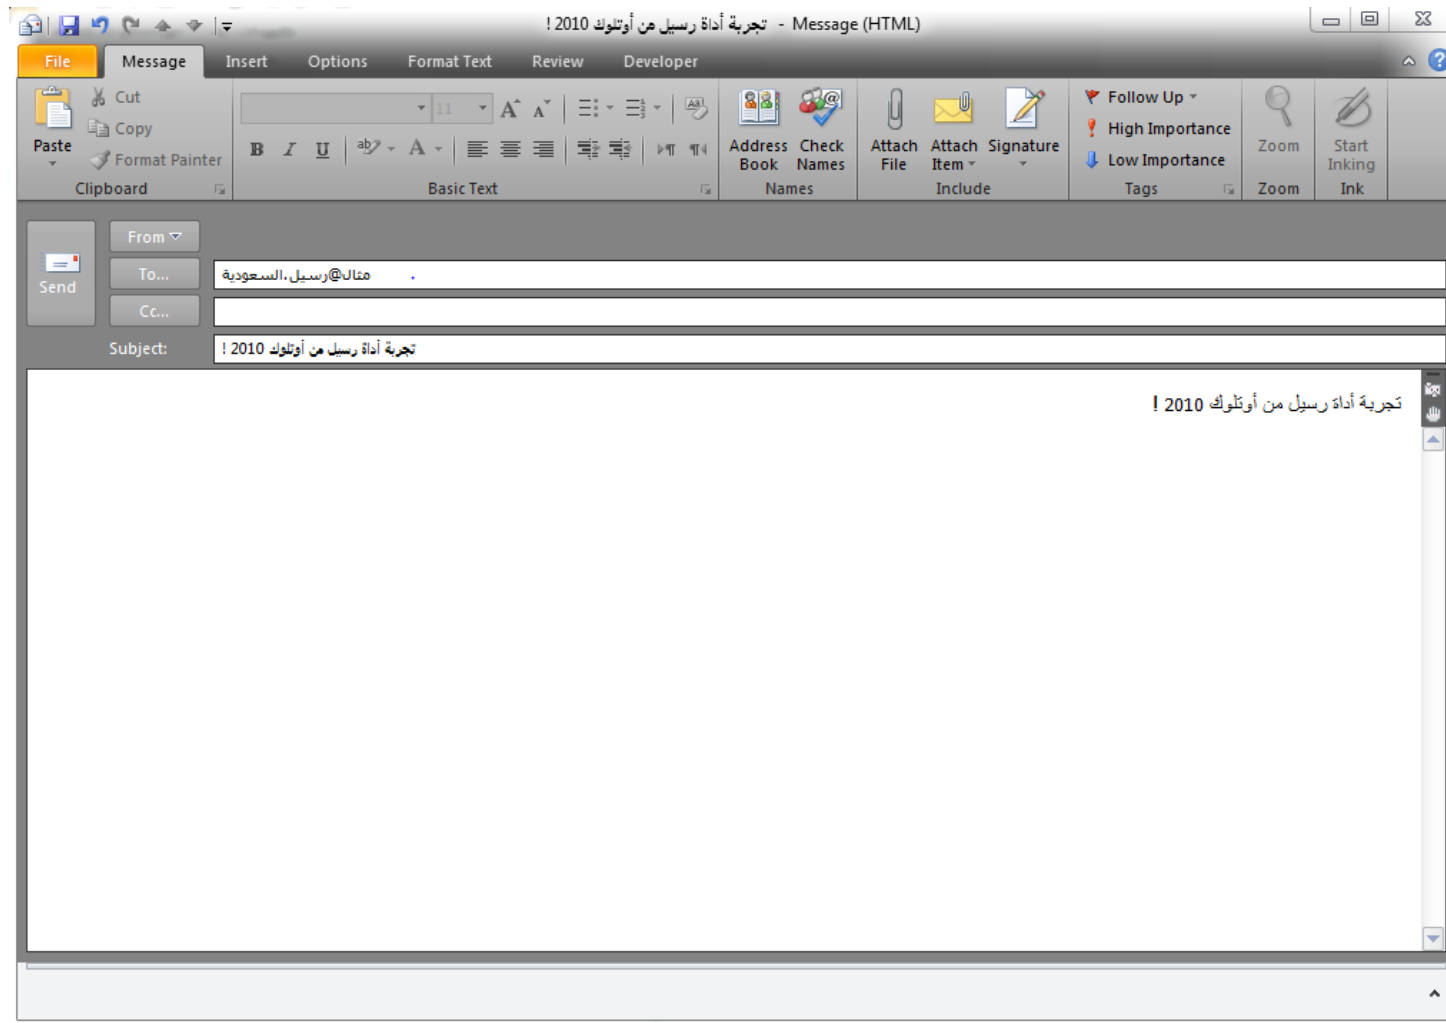 تجربة أداة رسيل من أوتلوك 2010 ! - Message (HTML)
File Message Insert Options Format Text Review Developer
Paste
Cut
Copy
Format Painter
Clipboard
11
Basic Text
Address Book
Check Names
Names
Attach File
Attach Item
Signature
Include
Follow Up
High Importance
Low Importance
Tags
Zoom
Zoom
Start Inking
Ink
Send
From
To... مثال@رسيل.السعودية
Cc...
Subject: تجربة أداة رسيل من أوتلوك 2010 !
تجربة أداة رسيل من أوتلوك 2010 !